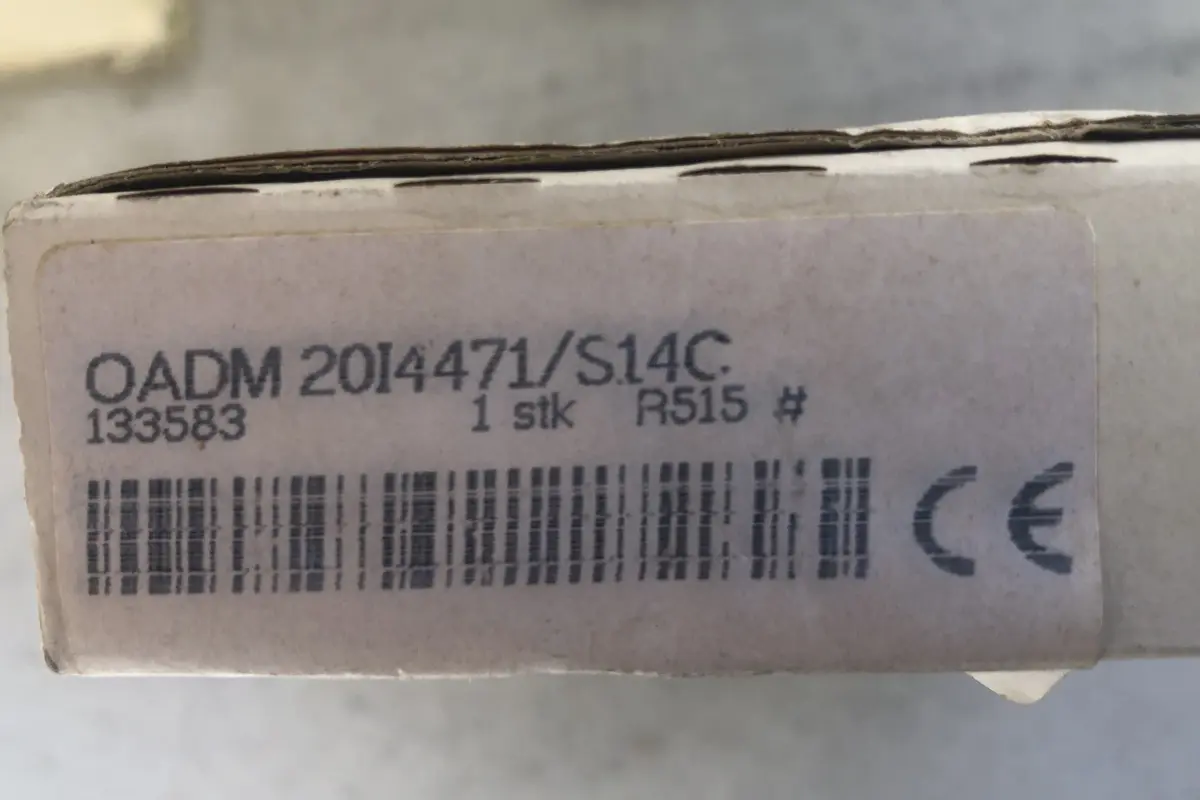 OADM 20I4471/S14C
133583 1 stk R515 #
CE